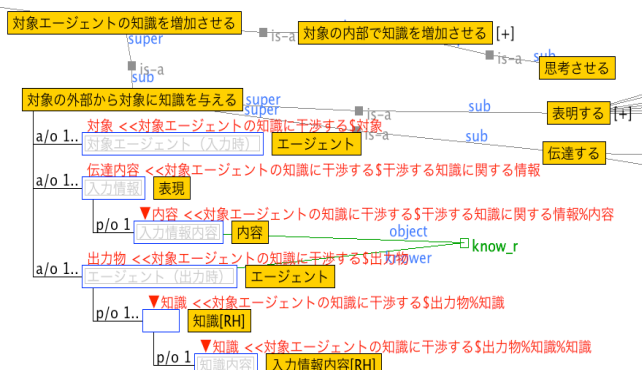 対象エージェントの知識を増加させる
is-a
対象の内部で知識を増加させる
[+]
super
is-a
sub
is-a
sub
思考させる
対象の外部から対象に知識を与える
super
super
is-a
sub
表明する
[+]
対象 <<対象エージェントの知識に干渉する$対象
is-a
a/o 1..
対象エージェント（入力時）
エージェント
sub
伝達する
伝達内容 <<対象エージェントの知識に干渉する$干渉する知識に関する情報
a/o 1..
入力情報
表現
▼内容 <<対象エージェントの知識に干渉する$干渉する知識に関する情報%内容
p/o 1
入力情報内容
内容
object
know_r
出力物 <<対象エージェントの知識に干渉する$出力物
knower
a/o 1..
エージェント（出力時）
エージェント
▼知識 <<対象エージェントの知識に干渉する$出力物%知識
p/o 1..
知識[RH]
▼知識 <<対象エージェントの知識に干渉する$出力物%知識%知識
p/o 1
知識内容
入力情報内容[RH]